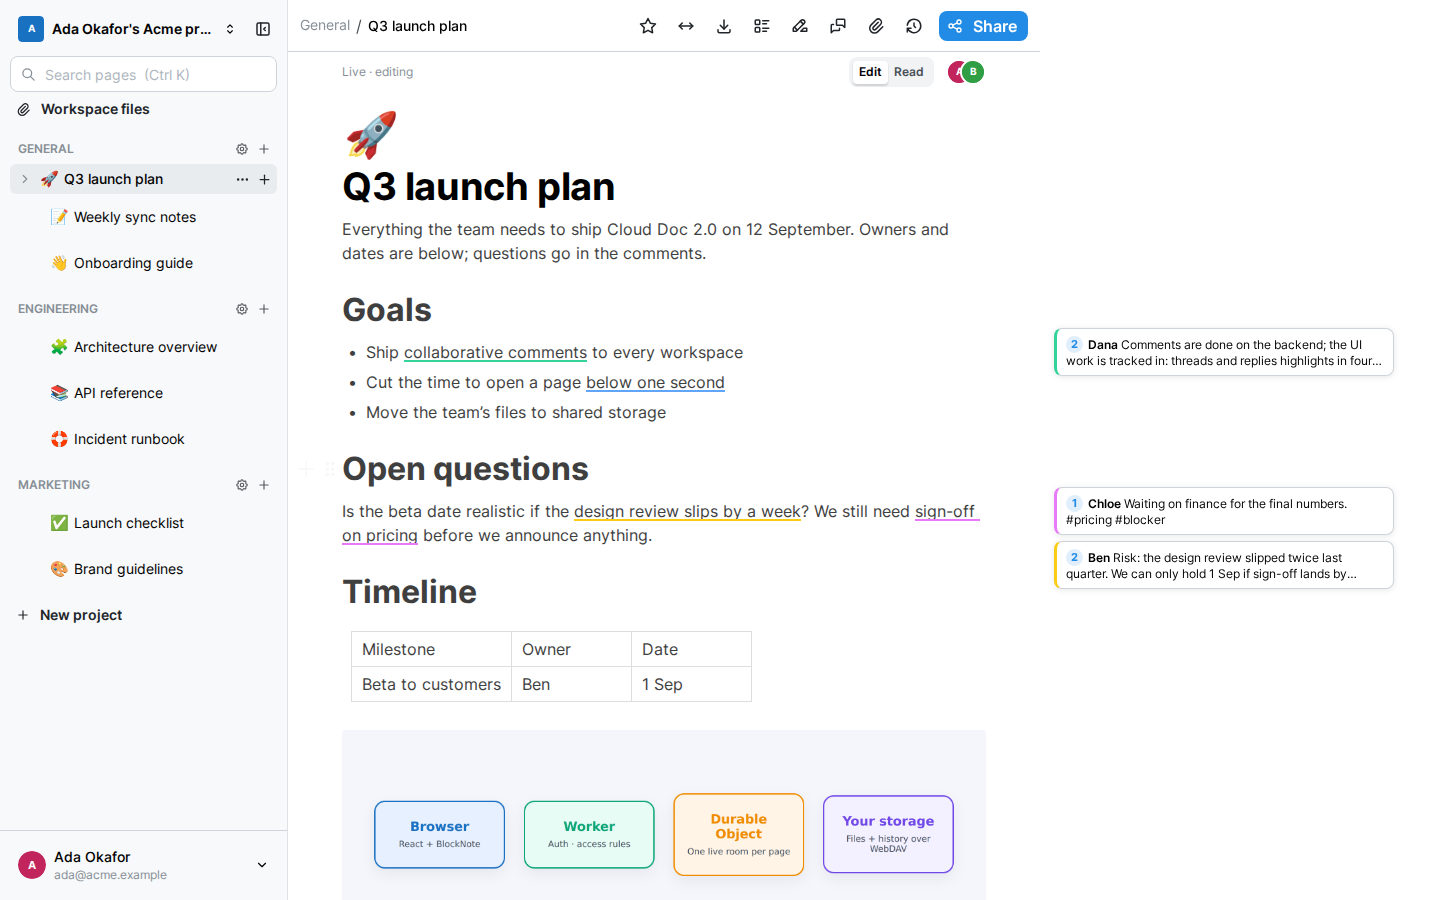 A Ada Okafor's Acme pr...
Search pages (Ctrl K)
Workspace files
GENERAL
Q3 launch plan
Weekly sync notes
Onboarding guide
ENGINEERING
Architecture overview
API reference
Incident runbook
MARKETING
Launch checklist
Brand guidelines
New project
A Ada Okafor
ada@acme.example
General / Q3 launch plan
Share
Live · editing
Edit Read
A B
Q3 launch plan
Everything the team needs to ship Cloud Doc 2.0 on 12 September. Owners and
dates are below; questions go in the comments.
Goals
• Ship collaborative comments to every workspace
• Cut the time to open a page below one second
• Move the team’s files to shared storage
Open questions
Is the beta date realistic if the design review slips by a week? We still need sign-off
on pricing before we announce anything.
Timeline
Milestone Owner Date
Beta to customers Ben 1 Sep
Browser
React + BlockNote
Worker
Auth · access rules
Durable
Object
One live room per page
Your storage
Files + history over
WebDAV
2 Dana Comments are done on the backend; the UI
work is tracked in: threads and replies highlights in four...
1 Chloe Waiting on finance for the final numbers.
#pricing #blocker
2 Ben Risk: the design review slipped twice last
quarter. We can only hold 1 Sep if sign-off lands by...